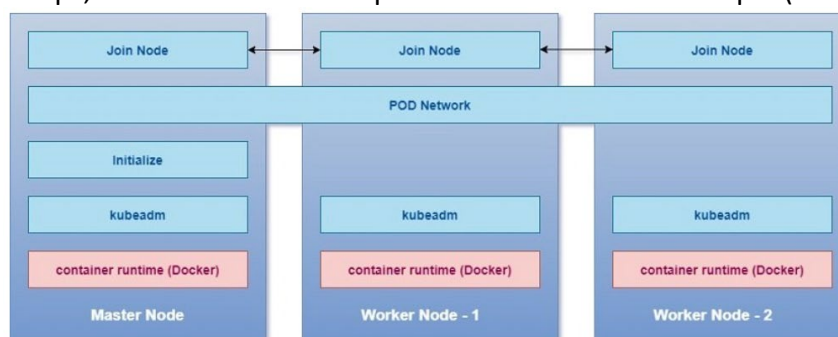 Join Node Join Node Join Node
POD Network
Initialize
kubeadm kubeadm kubeadm
container runtime (Docker) container runtime (Docker) container runtime (Docker)
Master Node Worker Node - 1 Worker Node - 2